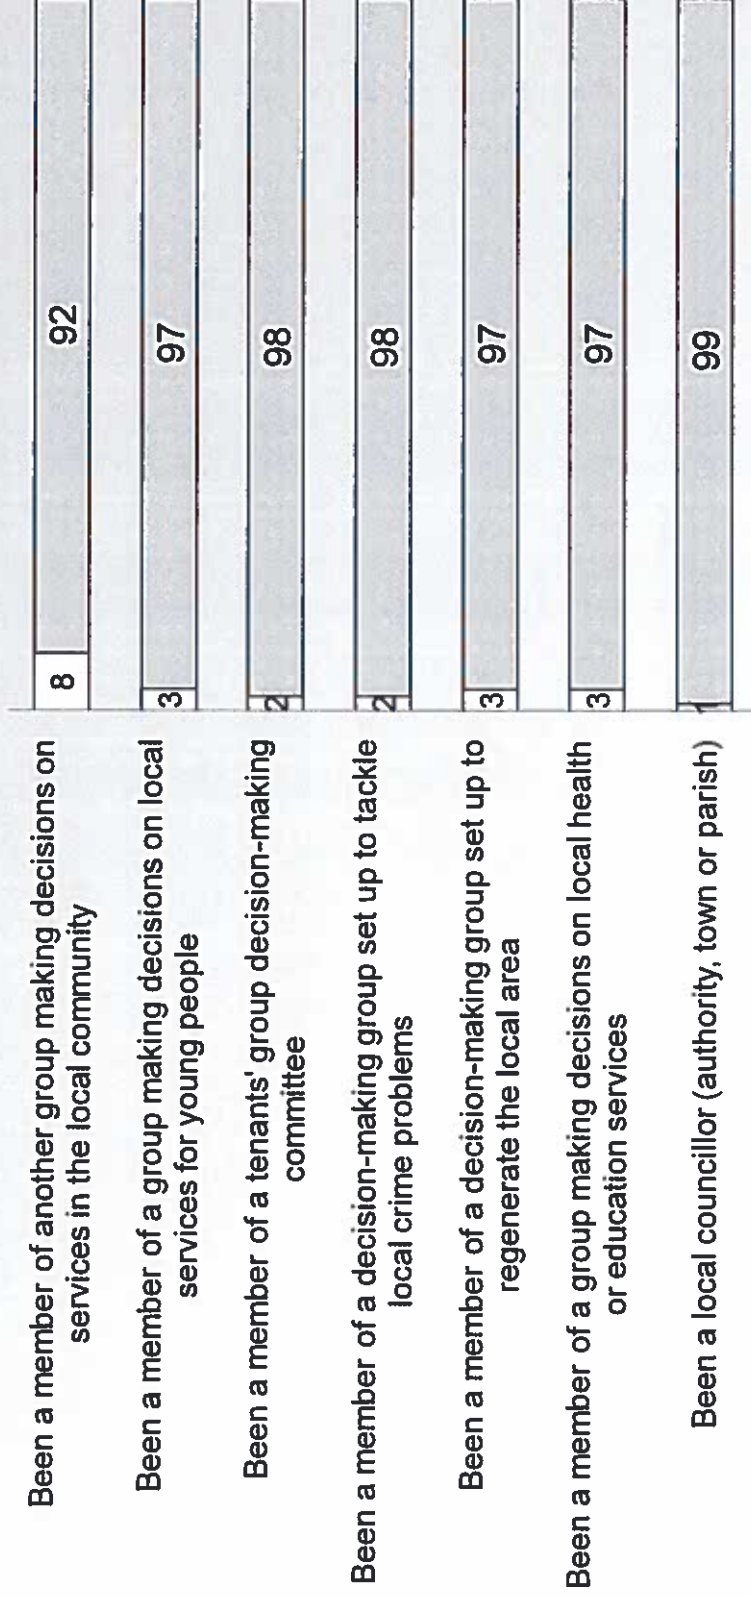 Been a member of another group making decisions on
services in the local community
8 92
Been a member of a group making decisions on local
services for young people
3 97
Been a member of a tenants' group decision-making
committee
2 98
Been a member of a decision-making group set up to tackle
local crime problems
2 98
Been a member of a decision-making group set up to
regenerate the local area
3 97
Been a member of a group making decisions on local health
or education services
3 97
Been a local councillor (authority, town or parish)
1 99